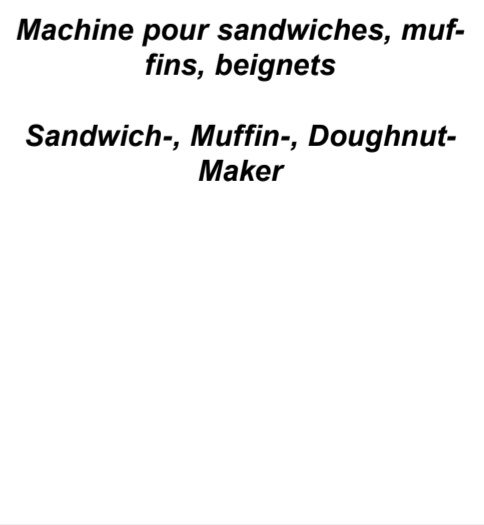 Machine pour sandwiches, muf-
fins, beignets
Sandwich-, Muffin-, Doughnut-
Maker